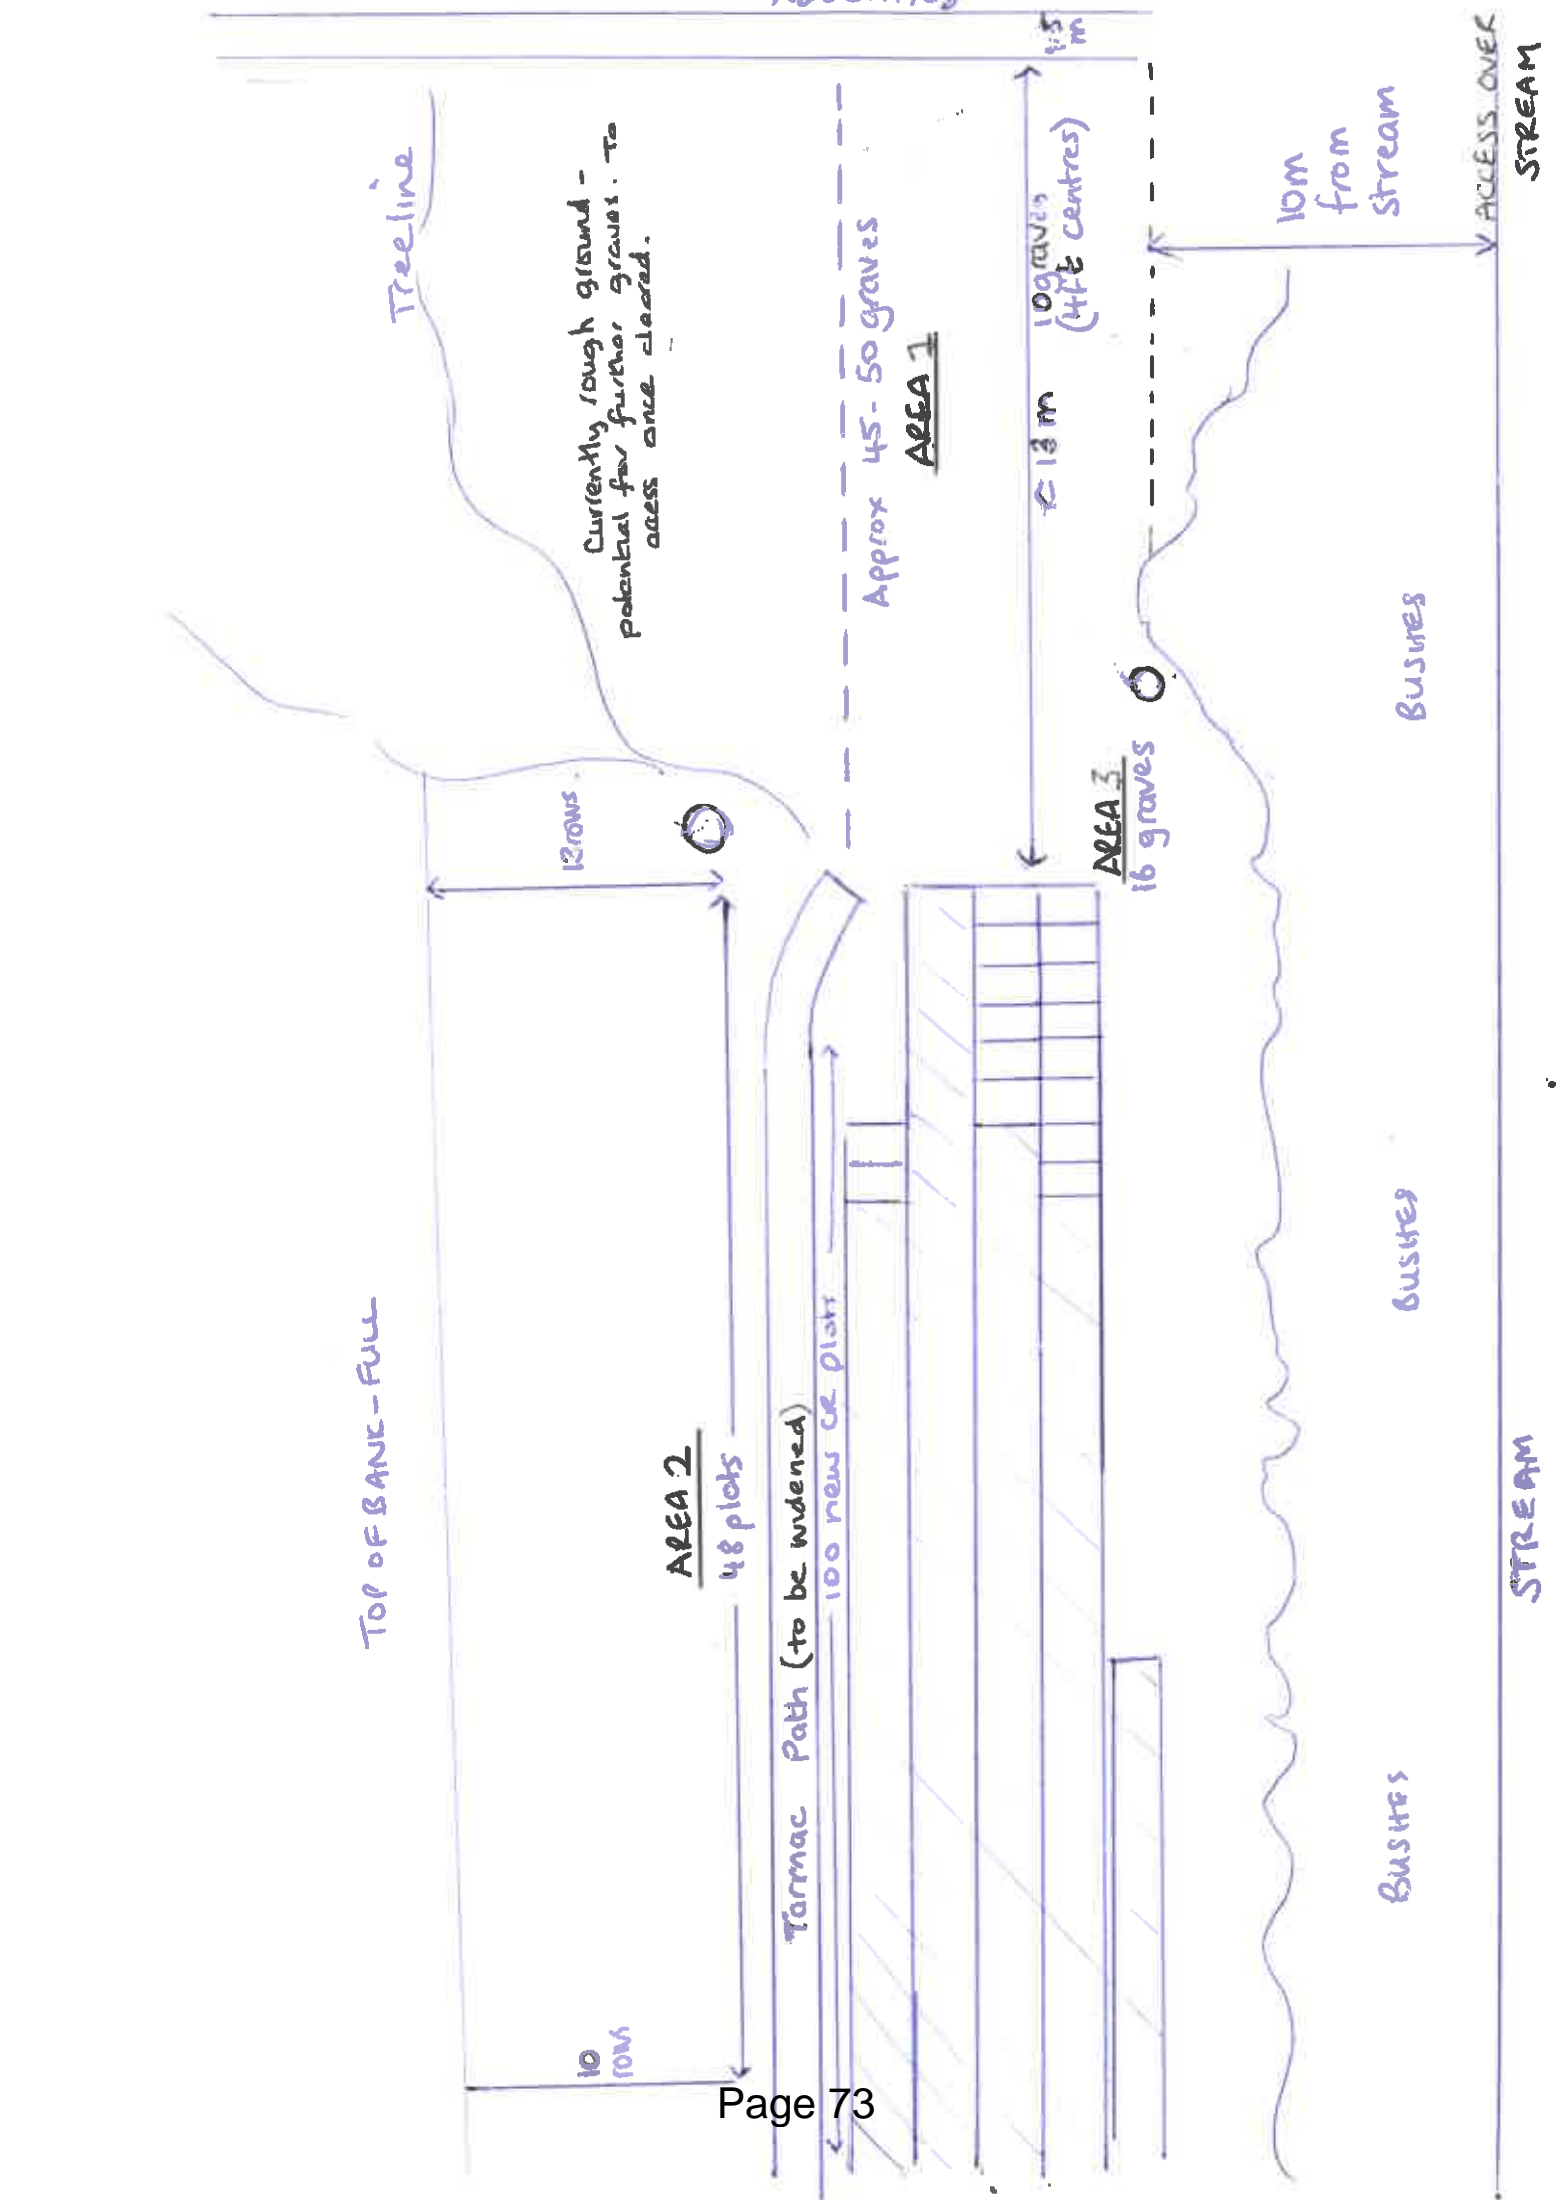 1.5
m
Treeline
Currently rough ground -
potential for further graves. To
access once cleared.
Approx 45-50 graves
AREA 1
10 graves
(4ft centres)
< 13 m
10m
from
stream
ACCESS OVER
STREAM
BUSHES
12 rows
AREA 3
16 graves
TOP OF BANK - FULL
AREA 2
48 plots
Tarmac Path (to be widened)
100 new CR plots
BUSHES
STREAM
10
rows
BUSHES
Page 73